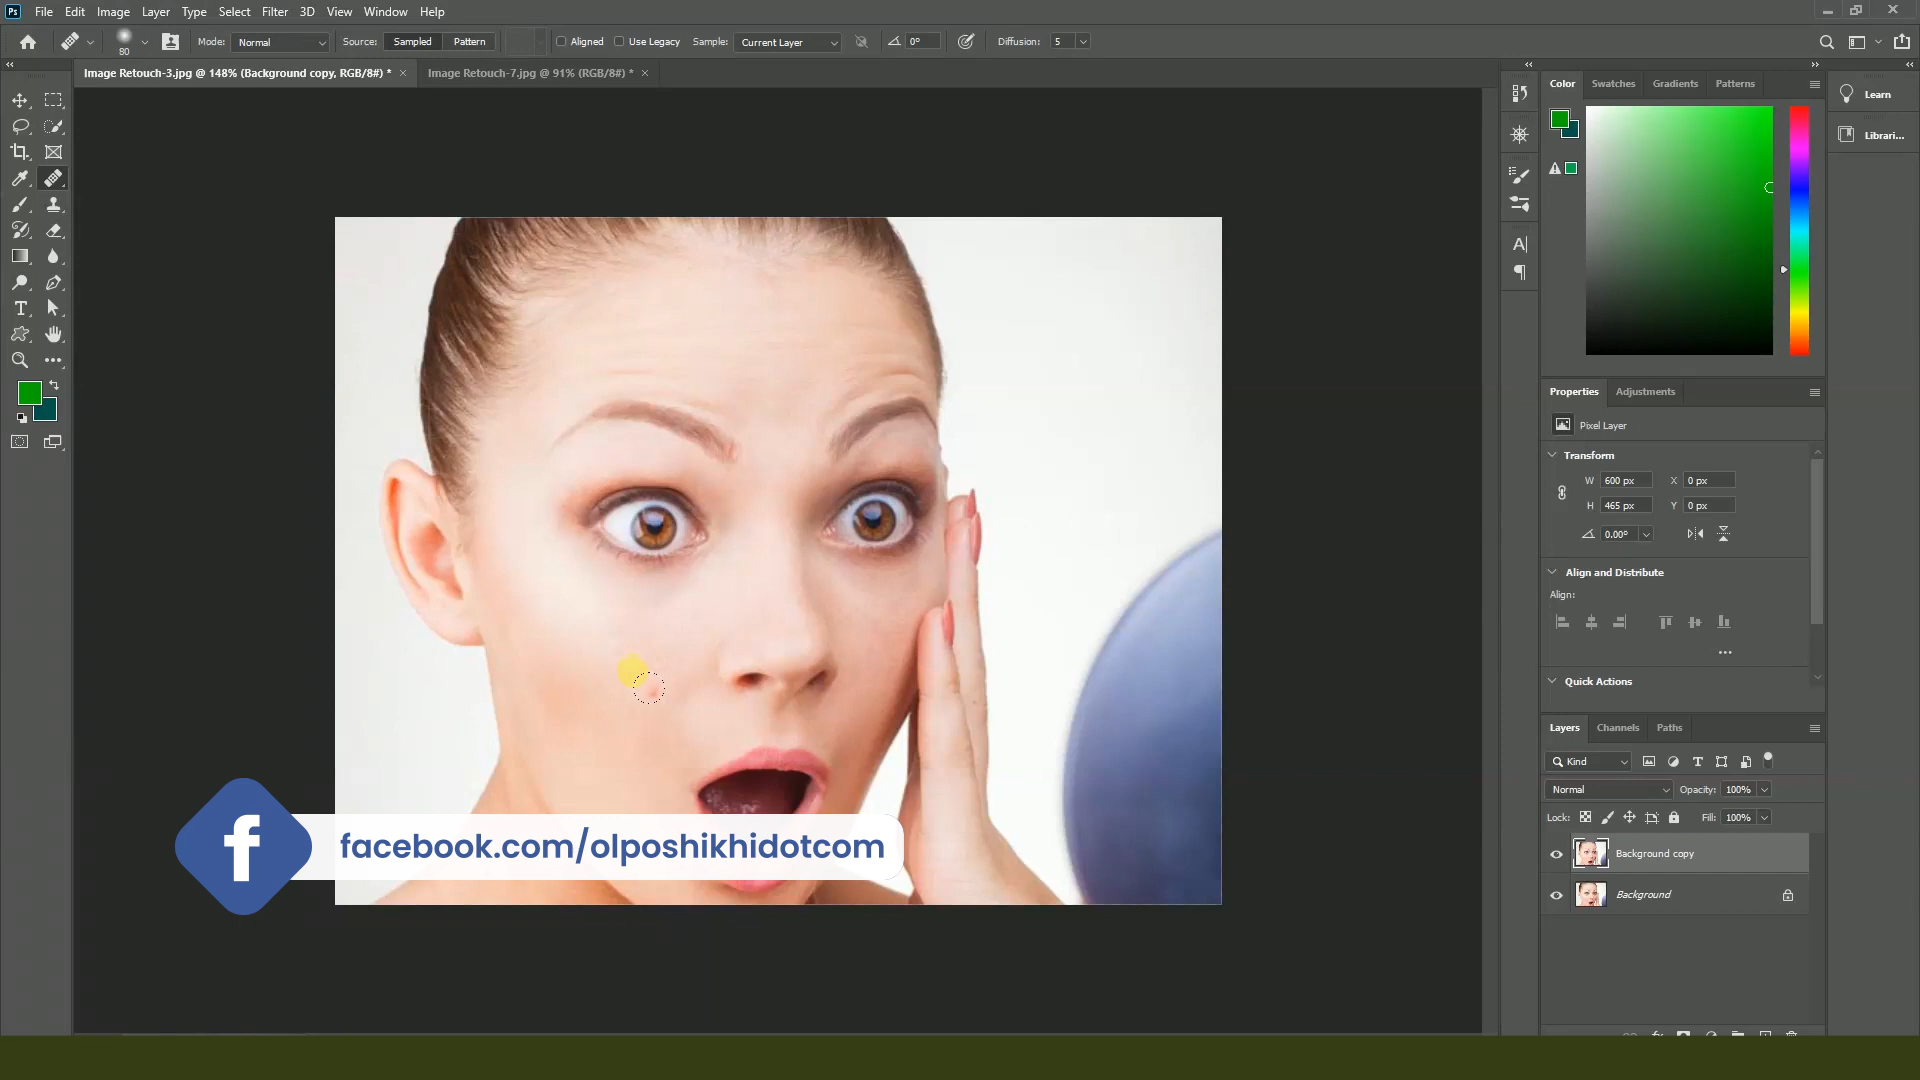 Ps File Edit Image Layer Type Select Filter 3D View Window Help
80 Mode: Normal Source: Sampled Pattern Aligned Use Legacy Sample: Current Layer 0° Diffusion: 5
Image Retouch-3.jpg @ 148% (Background copy, RGB/8#) * Image Retouch-7.jpg @ 91% (RGB/8#) *
Color Swatches Gradients Patterns
Learn
Librari...
Properties Adjustments
Pixel Layer
Transform
W 600 px X 0 px
H 465 px Y 0 px
0.00°
Align and Distribute
Align:
Quick Actions
Layers Channels Paths
Kind
Normal Opacity: 100%
Lock: Fill: 100%
Background copy
Background
f facebook.com/olposhikhidotcom